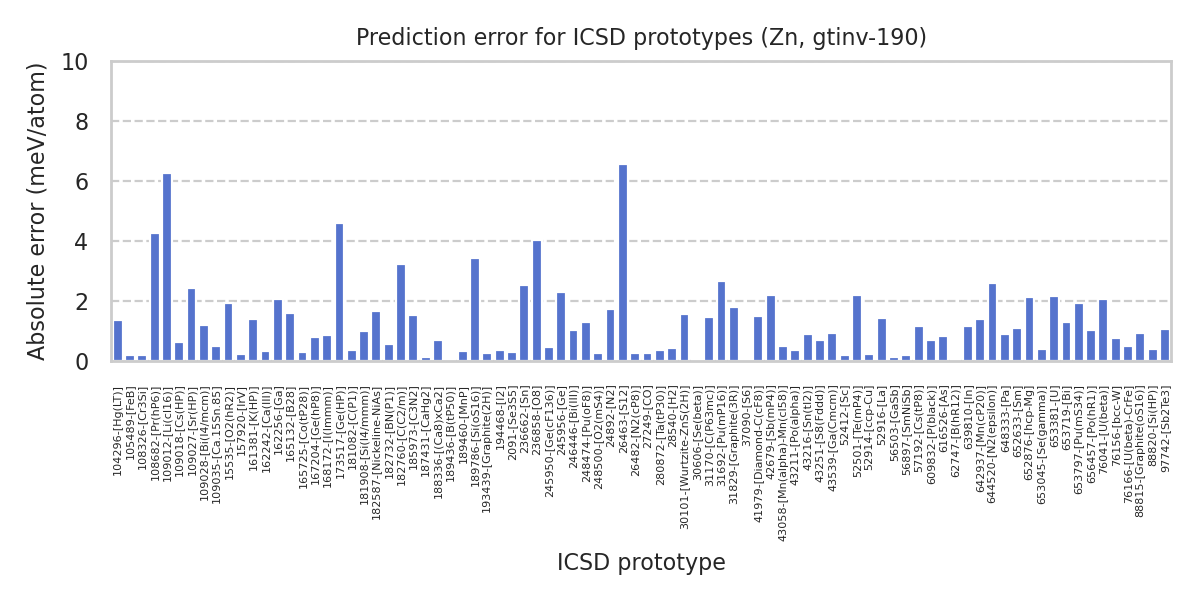 Prediction error for ICSD prototypes (Zn, gtinv-190)
Absolute error (meV/atom)
10
8
6
4
2
0
104296-[Hg(LT)]
105489-[FeB]
108326-[Cr3Si]
108682-[Pr(hP6)]
109012-[Li(cI16)]
109018-[Cs(HP)]
109027-[Sr(HP)]
109028-[Bi(I4/mcm)]
109035-[Ca.15Sn.85]
15535-[O2(hR2)]
157920-[IrV]
161381-[K(HP)]
162242-[Ca(III)]
162256-[Ga]
165132-[B28]
165725-[Co(tP28)]
167204-[Ge(hP8)]
168172-[I(Immm)]
173517-[Ge(HP)]
181082-[C(P1)]
181908-[Si(I4/mmm)]
182587-[Nickeline-NiAs]
182732-[BN(P1)]
182760-[C(C2/m)]
185973-[C3N2]
187431-[CaHg2]
188336-[(Ca8)xCa2]
189436-[B(tP50)]
189460-[MnP]
189786-[Si(oS16)]
193439-[Graphite(2H)]
194468-[I2]
2091-[Se3S5]
236662-[Sn]
236858-[O8]
245950-[Ge(cF136)]
245956-[Ge]
246446-[Bi(III)]
248474-[Pu(oF8)]
248500-[O2(mS4)]
24892-[N2]
26463-[S12]
26482-[N2(cP8)]
27249-[CO]
280872-[Ta(tP30)]
28540-[H2]
30101-[Wurtzite-ZnS(2H)]
30606-[Se(beta)]
31170-[C(P63mc)]
31692-[Pu(mP16)]
31829-[Graphite(3R)]
37090-[S6]
41979-[Diamond-C(cF8)]
42679-[Sb(mP4)]
43058-[Mn(alpha)-Mn(cI58)]
43211-[Po(alpha)]
43216-[Sn(tI2)]
43251-[S8(Fddd)]
43539-[Ga(Cmcm)]
52412-[Sc]
52501-[Te(mP4)]
52914-[fcc-Cu]
52916-[La]
56503-[GaSb]
56897-[SmNiSb]
57192-[Cs(tP8)]
609832-[P(black)]
616526-[As]
62747-[B(hR12)]
639810-[In]
642937-[Mn(cP20)]
644520-[N2(epsilon)]
648333-[Pa]
652633-[Sm]
652876-[hcp-Mg]
653045-[Se(gamma)]
653381-[U]
653719-[Bi]
653797-[Pu(mS34)]
656457-[Po(hR1)]
76041-[U(beta)]
76156-[bcc-W]
76166-[U(beta)-CrFe]
88815-[Graphite(oS16)]
88820-[Si(HP)]
97742-[Sb2Te3]
ICSD prototype